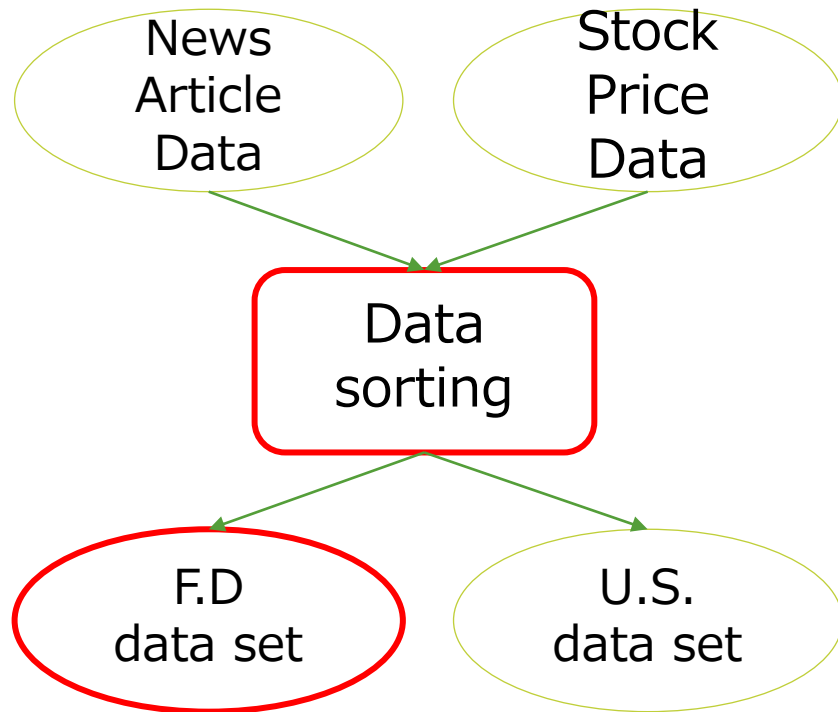 News
Article
Data
Stock
Price
Data
Data
sorting
F.D
data set
U.S.
data set